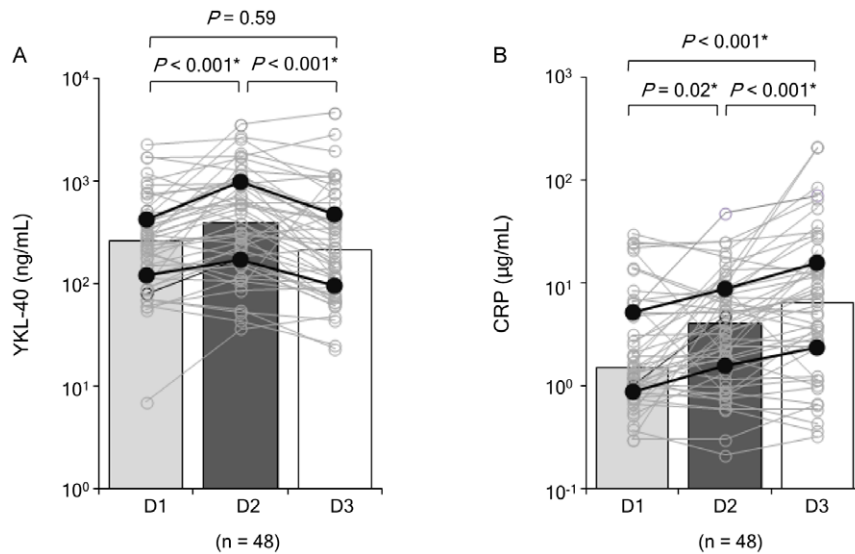 A
P = 0.59
P < 0.001*
P < 0.001*
YKL-40 (ng/mL)
10⁴
10³
10²
10¹
10⁰
D1
D2
D3
(n = 48)
B
P < 0.001*
P = 0.02*
P < 0.001*
CRP (µg/mL)
10³
10²
10¹
10⁰
10⁻¹
D1
D2
D3
(n = 48)